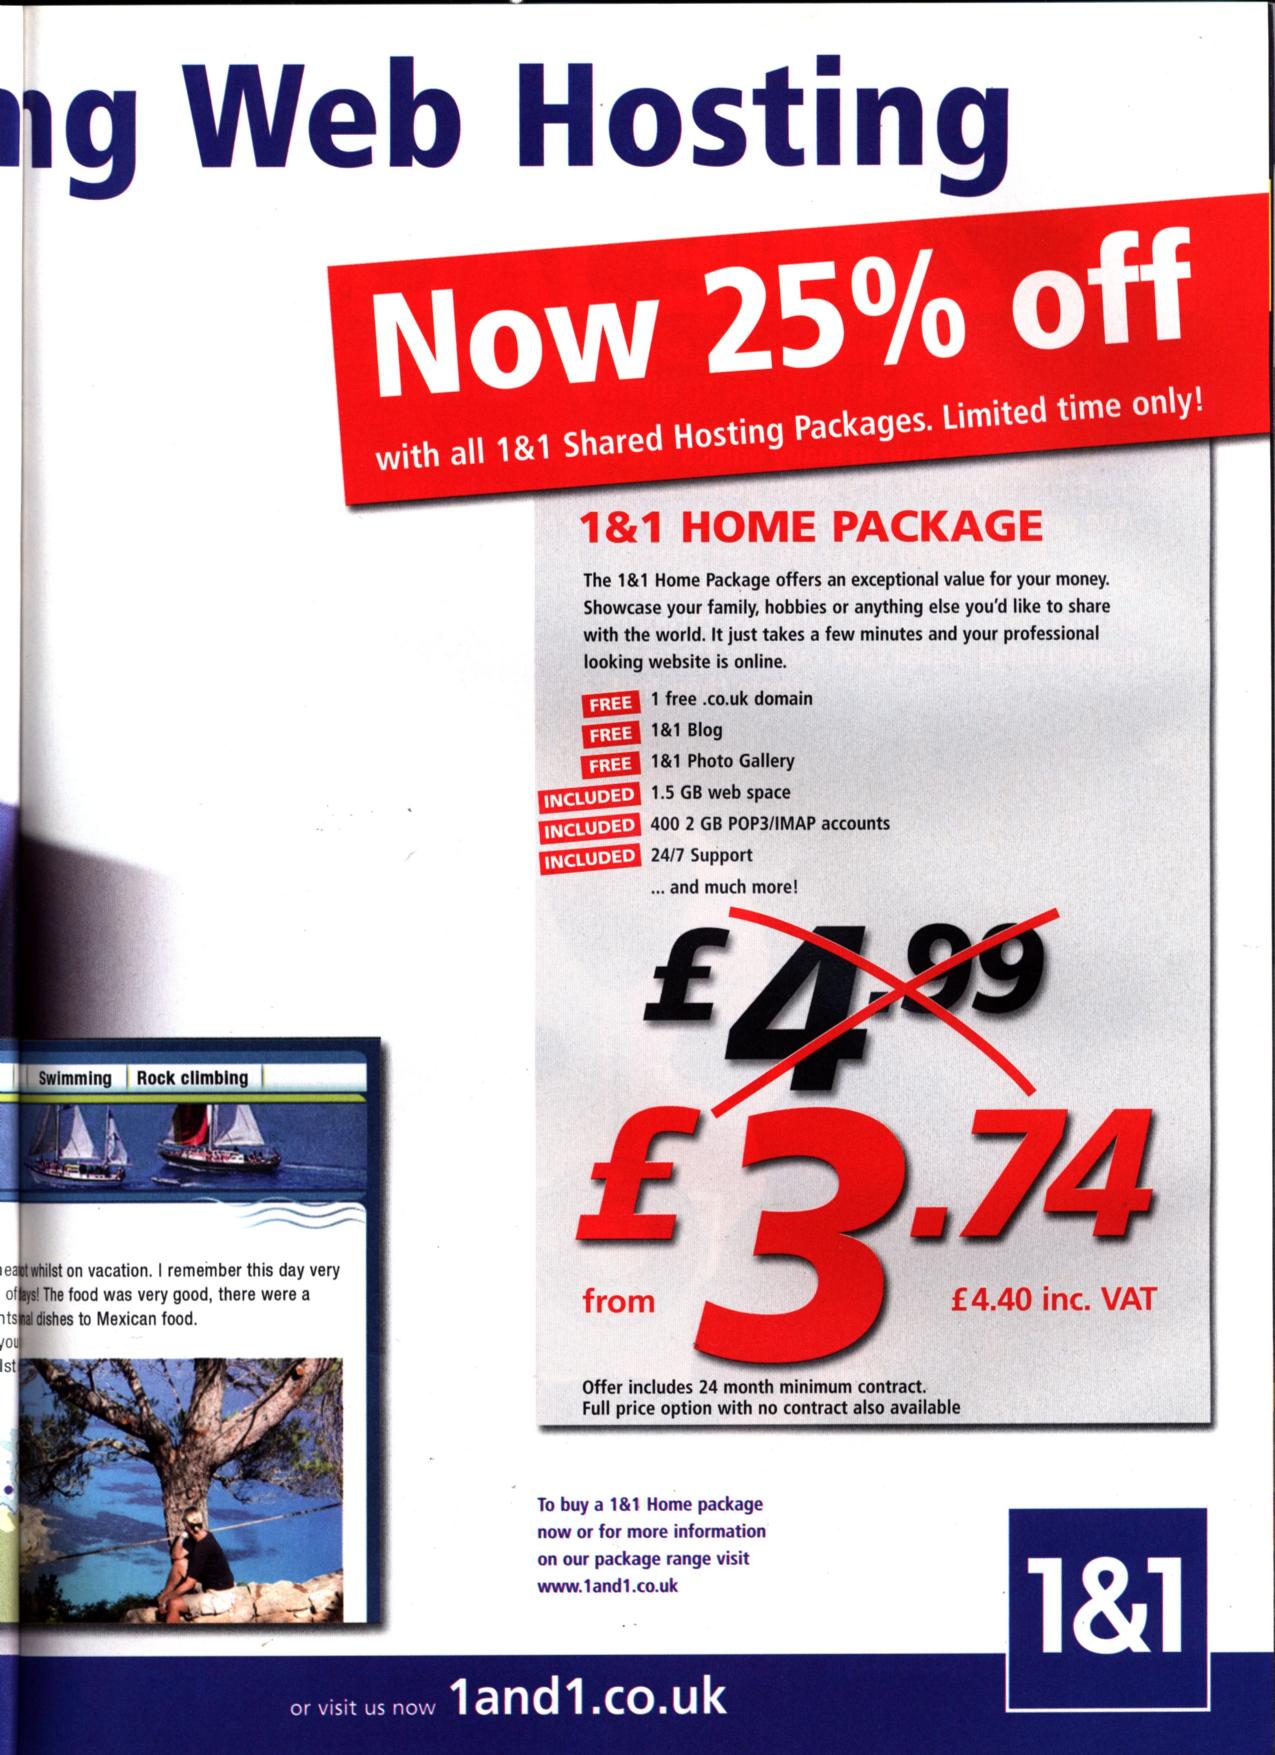 ng Web Hosting
Now 25% off
with all 1&1 Shared Hosting Packages. Limited time only!
1&1 HOME PACKAGE
The 1&1 Home Package offers an exceptional value for your money.
Showcase your family, hobbies or anything else you'd like to share
with the world. It just takes a few minutes and your professional
looking website is online.
FREE 1 free .co.uk domain
FREE 1&1 Blog
FREE 1&1 Photo Gallery
INCLUDED 1.5 GB web space
INCLUDED 400 2 GB POP3/IMAP accounts
INCLUDED 24/7 Support
... and much more!
£4.99
£3.74
from
£4.40 inc. VAT
Offer includes 24 month minimum contract.
Full price option with no contract also available
Swimming Rock climbing
whilst on vacation. I remember this day very
of The food was very good, there were a
dishes to Mexican food.
you
To buy a 1&1 Home package
now or for more information
on our package range visit
www.1and1.co.uk
1&1
or visit us now 1and1.co.uk